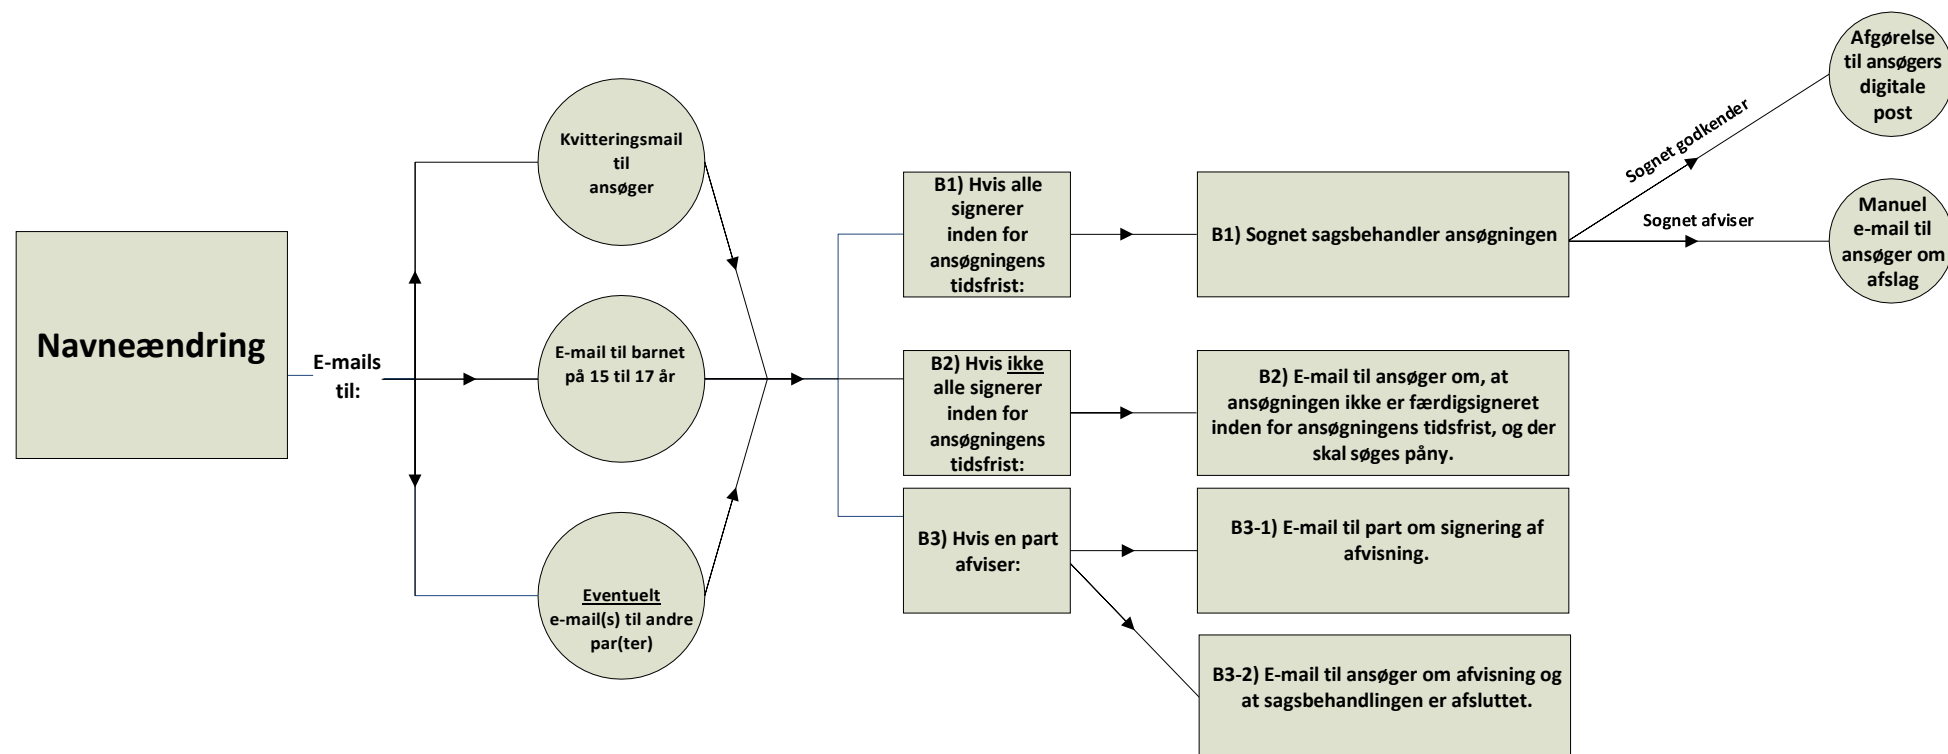 Navneændring
E-mails
til:
Kvitteringsmail
til
ansøger
E-mail til barnet
på 15 til 17 år
Eventuelt
e-mail(s) til andre
par(ter)
B1) Hvis alle
signerer
inden for
ansøgningens
tidsfrist:
B1) Sognet sagsbehandler ansøgningen
Sognet godkender
Afgørelse
til ansøgers
digitale
post
Sognet afviser
Manuel
e-mail til
ansøger om
afslag
B2) Hvis ikke
alle signerer
inden for
ansøgningens
tidsfrist:
B2) E-mail til ansøger om, at
ansøgningen ikke er færdigsigneret
inden for ansøgningens tidsfrist, og der
skal søges påny.
B3) Hvis en part
afviser:
B3-1) E-mail til part om signering af
afvisning.
B3-2) E-mail til ansøger om afvisning og
at sagsbehandlingen er afsluttet.